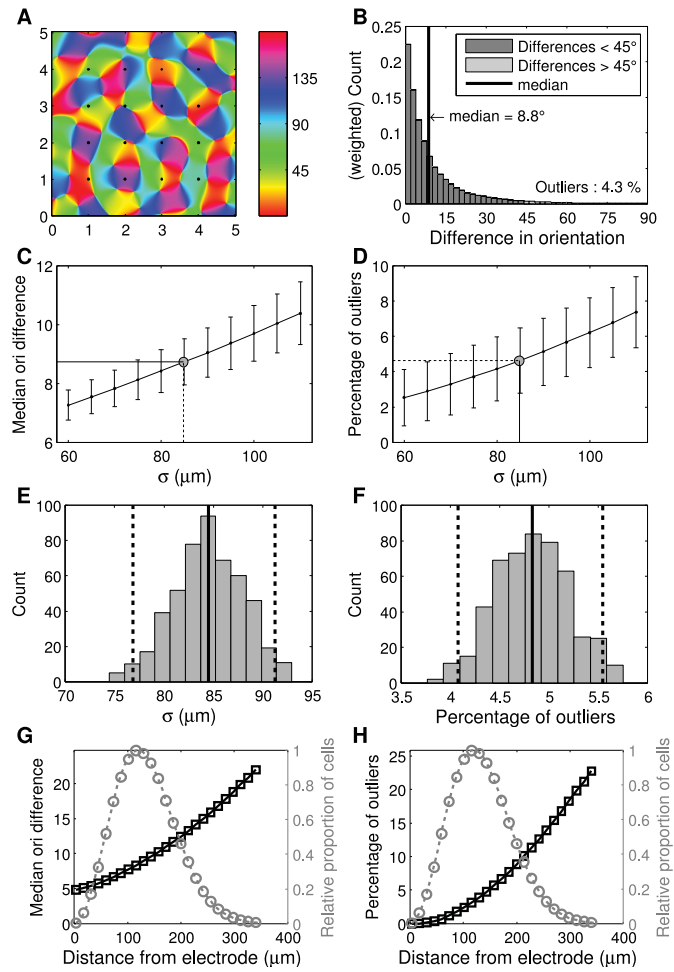 A
5
4
3
2
1
0
0 1 2 3 4 5
135
90
45
B
0.25
0.2
0.15
0.1
0.05
0
(weighted) Count
Differences < 45°
Differences > 45°
median
← median = 8.8°
Outliers : 4.3 %
0 15 30 45 60 75 90
Difference in orientation
C
12
10
8
6
Median ori difference
60 80 100
σ (μm)
D
10
8
6
4
2
0
Percentage of outliers
60 80 100
σ (μm)
E
100
80
60
40
20
0
Count
70 75 80 85 90 95
σ (μm)
F
100
80
60
40
20
0
Count
3.5 4 4.5 5 5.5 6
Percentage of outliers
G
20
15
10
5
0
Median ori difference
1
0.8
0.6
0.4
0.2
0
Relative proportion of cells
0 100 200 300 400
Distance from electrode (μm)
H
25
20
15
10
5
0
Percentage of outliers
1
0.8
0.6
0.4
0.2
0
Relative proportion of cells
0 100 200 300 400
Distance from electrode (μm)